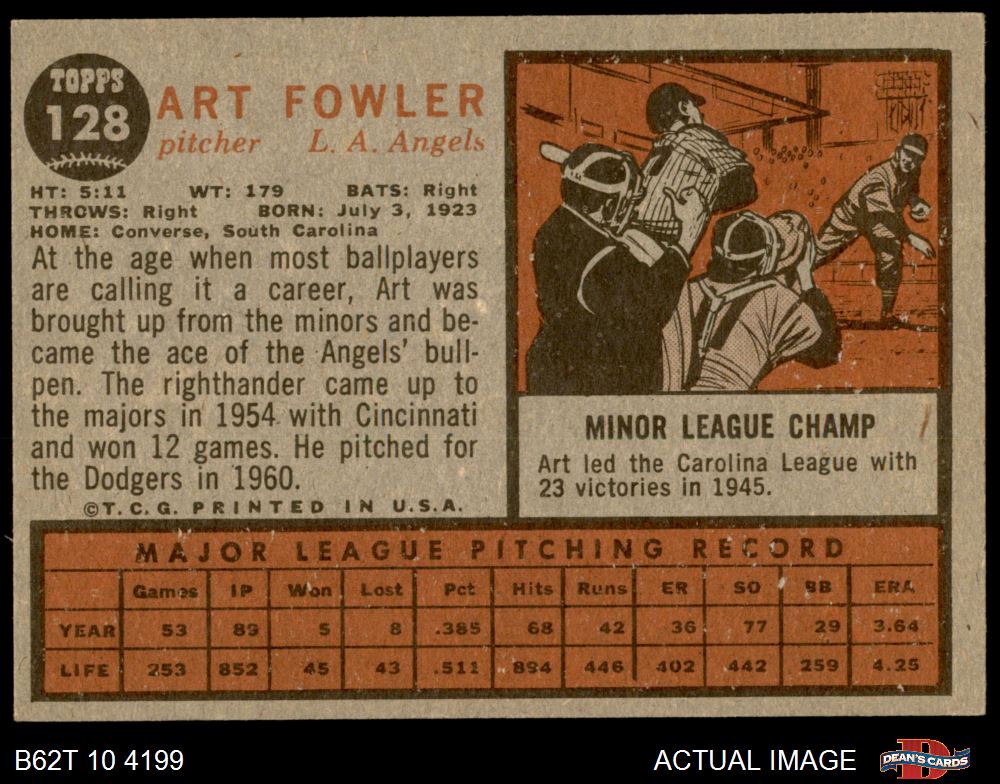 TOPPS
128
ART FOWLER
pitcher L. A. Angels
HT: 5:11 WT: 179 BATS: Right
THROWS: Right BORN: July 3, 1923
HOME: Converse, South Carolina
At the age when most ballplayers
are calling it a career, Art was
brought up from the minors and be-
came the ace of the Angels' bull-
pen. The righthander came up to
the majors in 1954 with Cincinnati
and won 12 games. He pitched for
the Dodgers in 1960.
©T. C. G. PRINTED IN U.S.A.
MINOR LEAGUE CHAMP
Art led the Carolina League with
23 victories in 1945.
MAJOR LEAGUE PITCHING RECORD
Games IP Won Lost Pct Hits Runs ER SO BB ERA
YEAR 53 89 5 8 .385 68 42 36 77 29 3.64
LIFE 253 852 45 43 .511 894 446 402 442 259 4.25
B62T 10 4199
ACTUAL IMAGE
DEAN'S CARDS